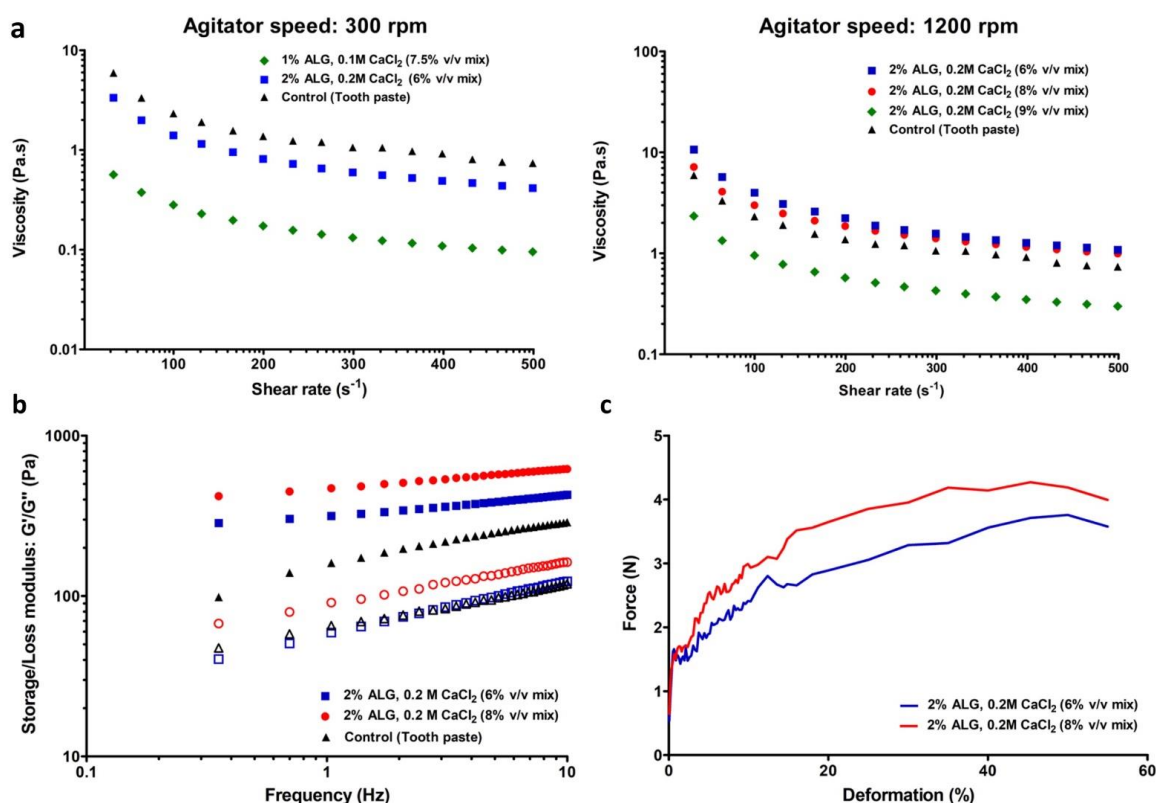 a
Agitator speed: 300 rpm
1% ALG, 0.1M CaCl2 (7.5% v/v mix)
2% ALG, 0.2M CaCl2 (6% v/v mix)
Control (Tooth paste)
Viscosity (Pa.s)
10
1
0.1
0.01
100 200 300 400 500
Shear rate (s-1)
Agitator speed: 1200 rpm
2% ALG, 0.2M CaCl2 (6% v/v mix)
2% ALG, 0.2M CaCl2 (8% v/v mix)
2% ALG, 0.2M CaCl2 (9% v/v mix)
Control (Tooth paste)
Viscosity (Pa.s)
100
10
1
0.1
100 200 300 400 500
Shear rate (s-1)
b
Storage/Loss modulus: G'/G" (Pa)
1000
100
10
0.1 1 10
Frequency (Hz)
2% ALG, 0.2 M CaCl2 (6% v/v mix)
2% ALG, 0.2 M CaCl2 (8% v/v mix)
Control (Tooth paste)
c
Force (N)
5
4
3
2
1
0
0 20 40 60
Deformation (%)
2% ALG, 0.2M CaCl2 (6% v/v mix)
2% ALG, 0.2M CaCl2 (8% v/v mix)